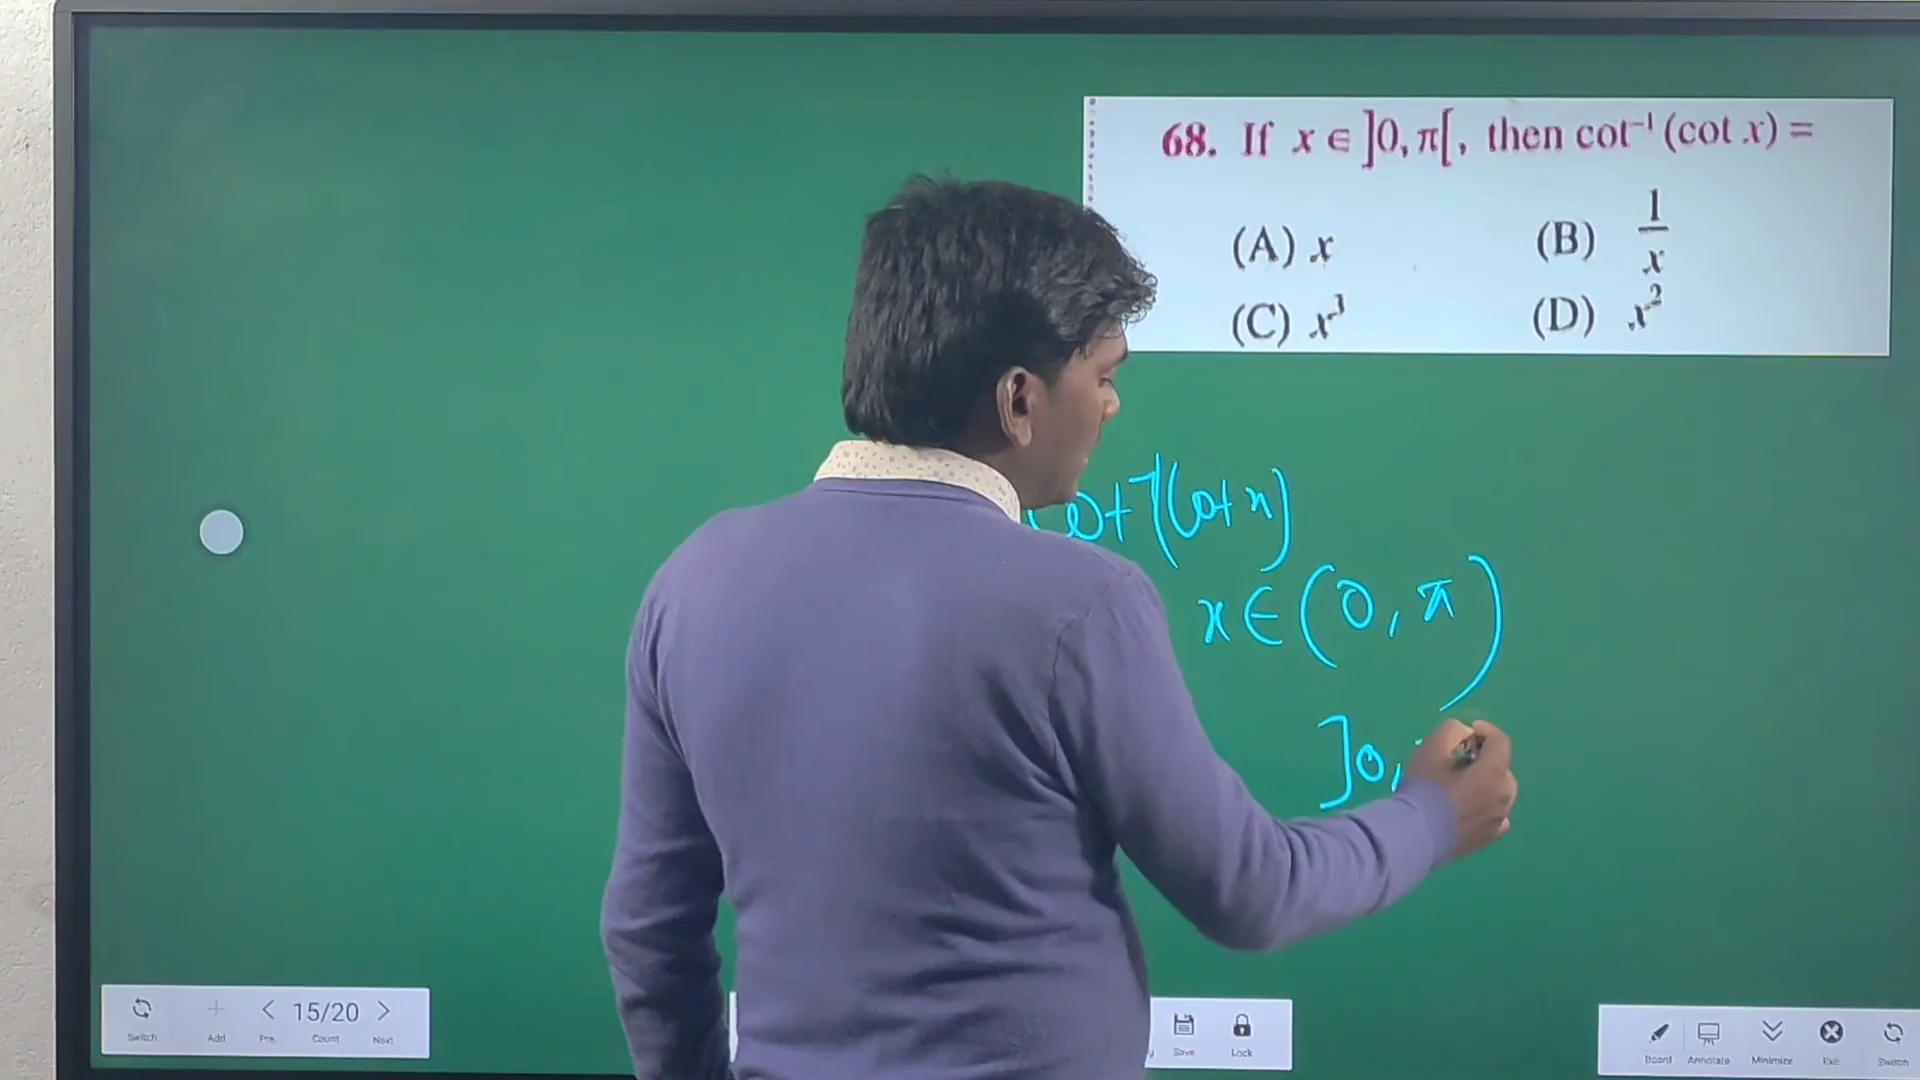 68. If x ∈ ]0, π[, then cot⁻¹ (cot x) =
(A) x
(B) 1/x
(C) x³
(D) x²
cot⁻¹(cot x)
x ∈ (0, π)
]0,
Switch
Add
< 15/20 >
Pre.
Count
Next
Save
Lock
Board
Annotate
Minimize
Exit
Switch